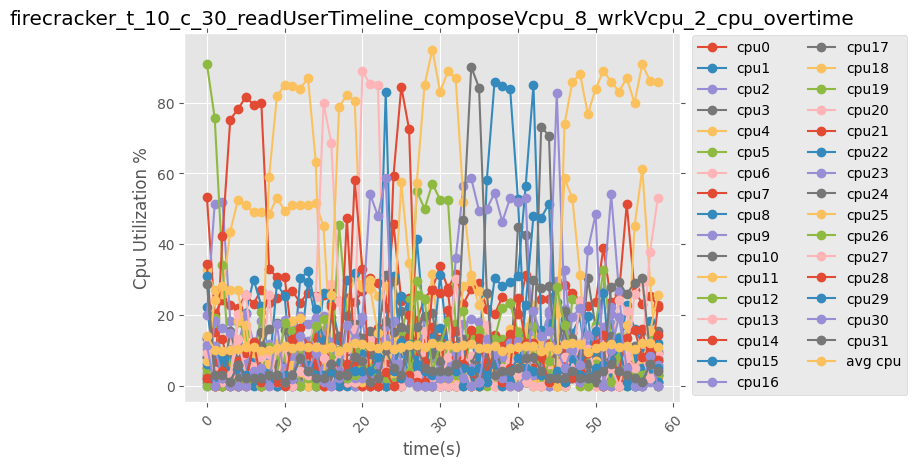 firecracker_t_10_c_30_readUserTimeline_composeVcpu_8_wrkVcpu_2_cpu_overtime
Cpu Utilization %
80
60
40
20
0
0
10
20
30
40
50
60
time(s)
cpu0
cpu1
cpu2
cpu3
cpu4
cpu5
cpu6
cpu7
cpu8
cpu9
cpu10
cpu11
cpu12
cpu13
cpu14
cpu15
cpu16
cpu17
cpu18
cpu19
cpu20
cpu21
cpu22
cpu23
cpu24
cpu25
cpu26
cpu27
cpu28
cpu29
cpu30
cpu31
avg cpu